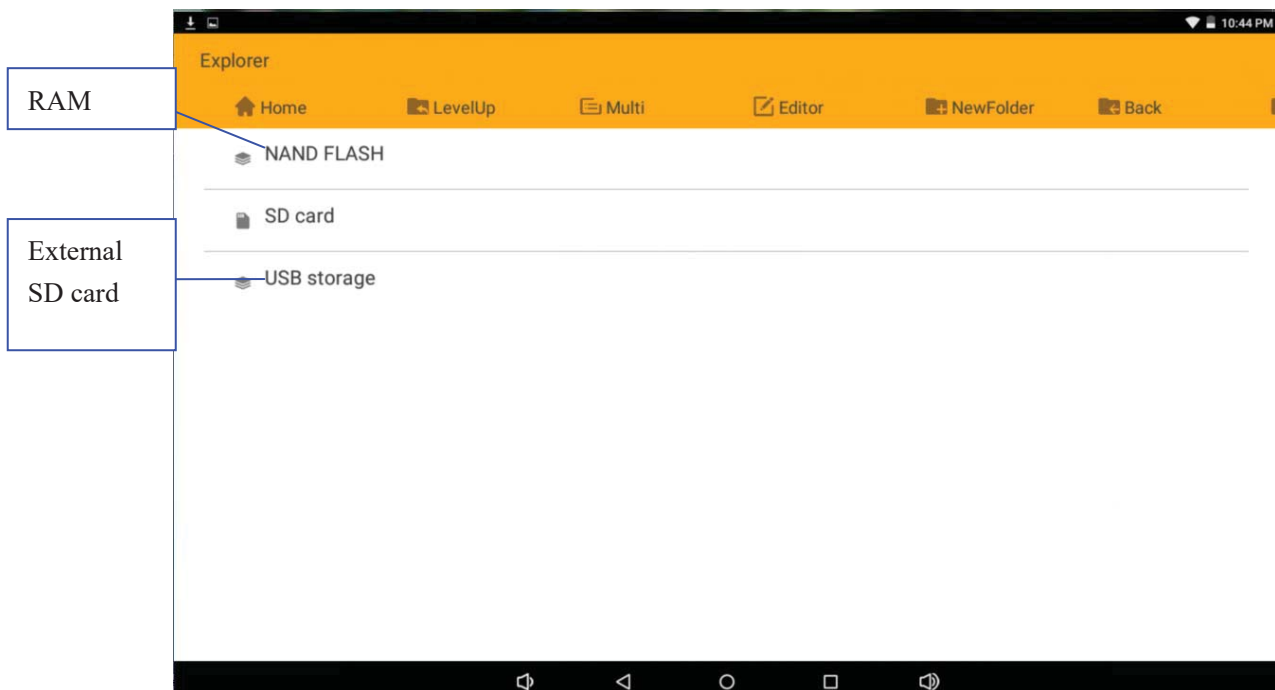 10:44 PM
Explorer
Home LevelUp Multi Editor NewFolder Back
RAM
NAND FLASH
SD card
External
SD card
USB storage